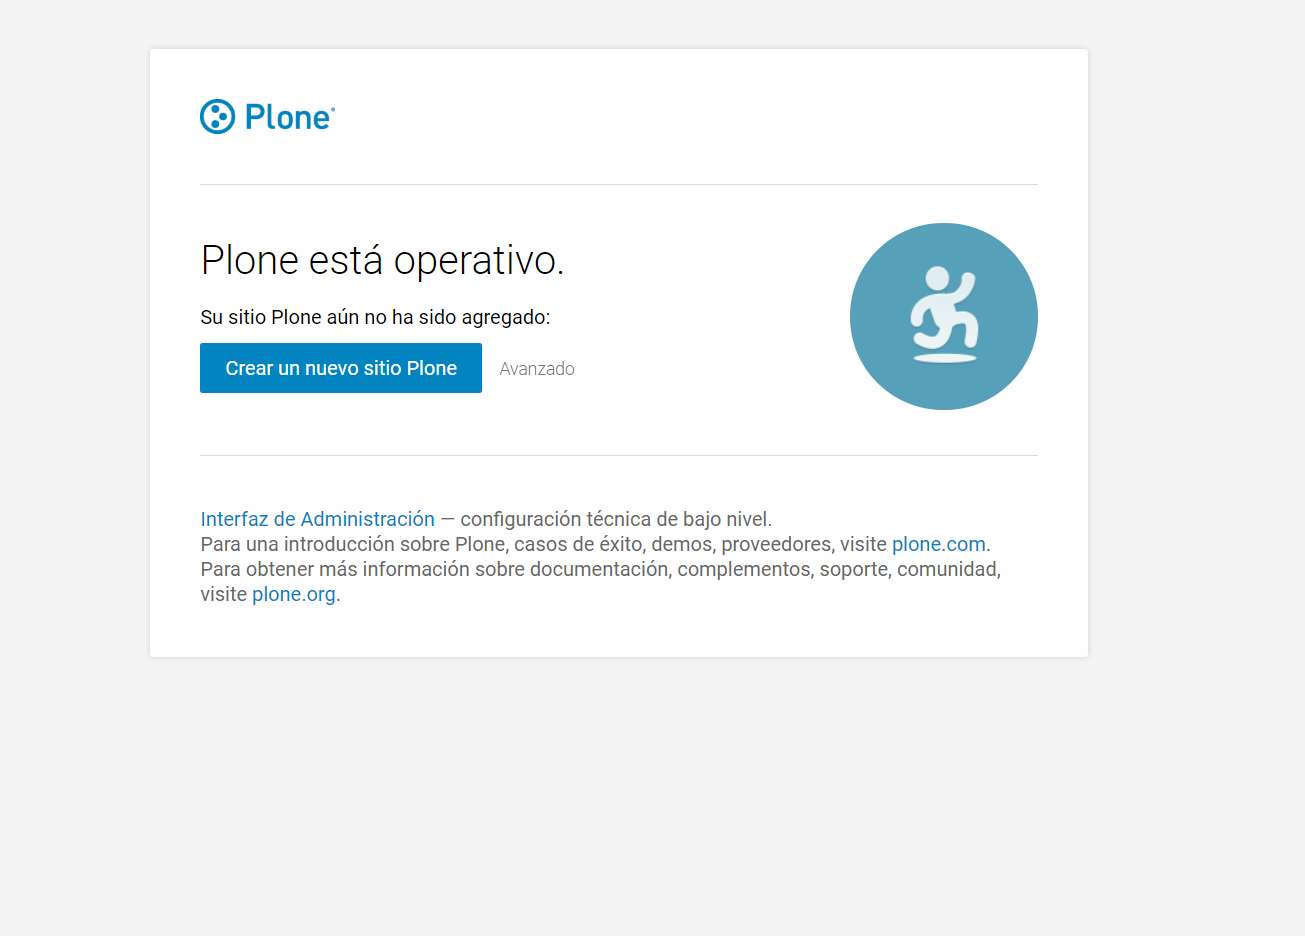 Plone®
Plone está operativo.
Su sitio Plone aún no ha sido agregado:
Crear un nuevo sitio Plone
Avanzado
Interfaz de Administración — configuración técnica de bajo nivel.
Para una introducción sobre Plone, casos de éxito, demos, proveedores, visite plone.com.
Para obtener más información sobre documentación, complementos, soporte, comunidad,
visite plone.org.